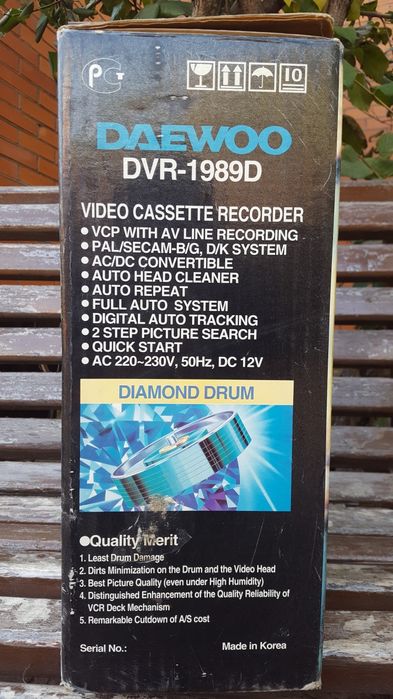 PCT
10
DAEWOO
DVR-1989D
VIDEO CASSETTE RECORDER
● VCP WITH AV LINE RECORDING
● PAL/SECAM-B/G, D/K SYSTEM
● AC/DC CONVERTIBLE
● AUTO HEAD CLEANER
● AUTO REPEAT
● FULL AUTO SYSTEM
● DIGITAL AUTO TRACKING
● 2 STEP PICTURE SEARCH
● QUICK START
● AC 220~230V, 50Hz, DC 12V
DIAMOND DRUM
●Quality Merit
1. Least Drum Damage
2. Dirts Minimization on the Drum and the Video Head
3. Best Picture Quality (even under High Humidity)
4. Distinguished Enhancement of the Quality Reliability of
VCR Deck Mechanism
5. Remarkable Cutdown of A/S cost
Serial No.:
Made in Korea